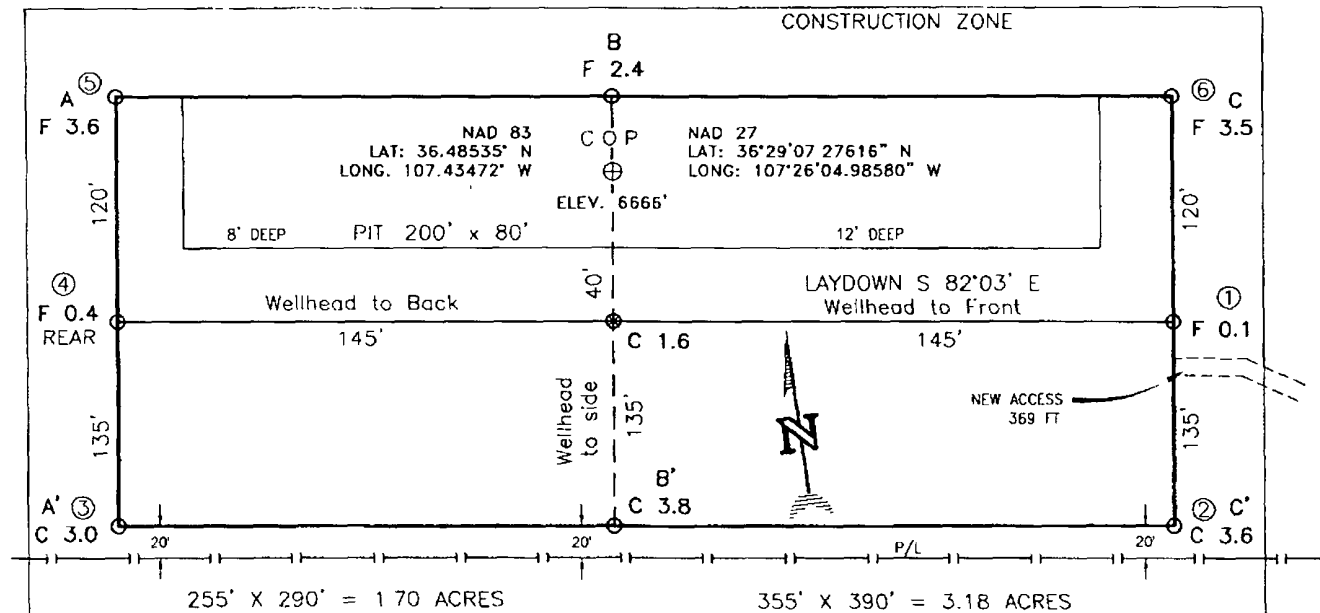 CONSTRUCTION ZONE
B
F 2.4
A ⑤
F 3.6
⑥ C
F 3.5
NAD 83
LAT: 36.48535° N
LONG. 107.43472° W
C O P
NAD 27
LAT: 36°29'07 27616" N
LONG: 107°26'04.98580" W
ELEV. 6666'
120'
120'
8' DEEP
PIT 200' x 80'
12' DEEP
40'
④
F 0.4
REAR
Wellhead to Back
145'
LAYDOWN S 82°03' E
Wellhead to Front
145'
①
F 0.1
C 1.6
NEW ACCESS
369 FT
135'
Wellhead
to side
135'
N
135'
A' ③
C 3.0
B'
C 3.8
② C'
C 3.6
20'
20'
P/L
20'
255' X 290' = 1 70 ACRES
355' X 390' = 3.18 ACRES